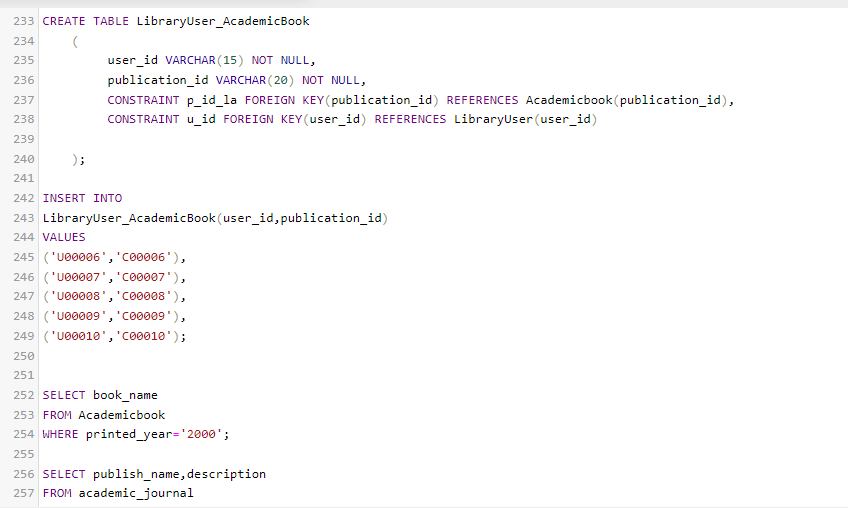 233 CREATE TABLE LibraryUser_AcademicBook
234 (
235 user_id VARCHAR(15) NOT NULL,
236 publication_id VARCHAR(20) NOT NULL,
237 CONSTRAINT p_id_la FOREIGN KEY(publication_id) REFERENCES Academicbook(publication_id),
238 CONSTRAINT u_id FOREIGN KEY(user_id) REFERENCES LibraryUser(user_id)
239
240 );
241
242 INSERT INTO
243 LibraryUser_AcademicBook(user_id,publication_id)
244 VALUES
245 ('U00006','C00006'),
246 ('U00007','C00007'),
247 ('U00008','C00008'),
248 ('U00009','C00009'),
249 ('U00010','C00010');
250
251
252 SELECT book_name
253 FROM Academicbook
254 WHERE printed_year='2000';
255
256 SELECT publish_name,description
257 FROM academic_journal